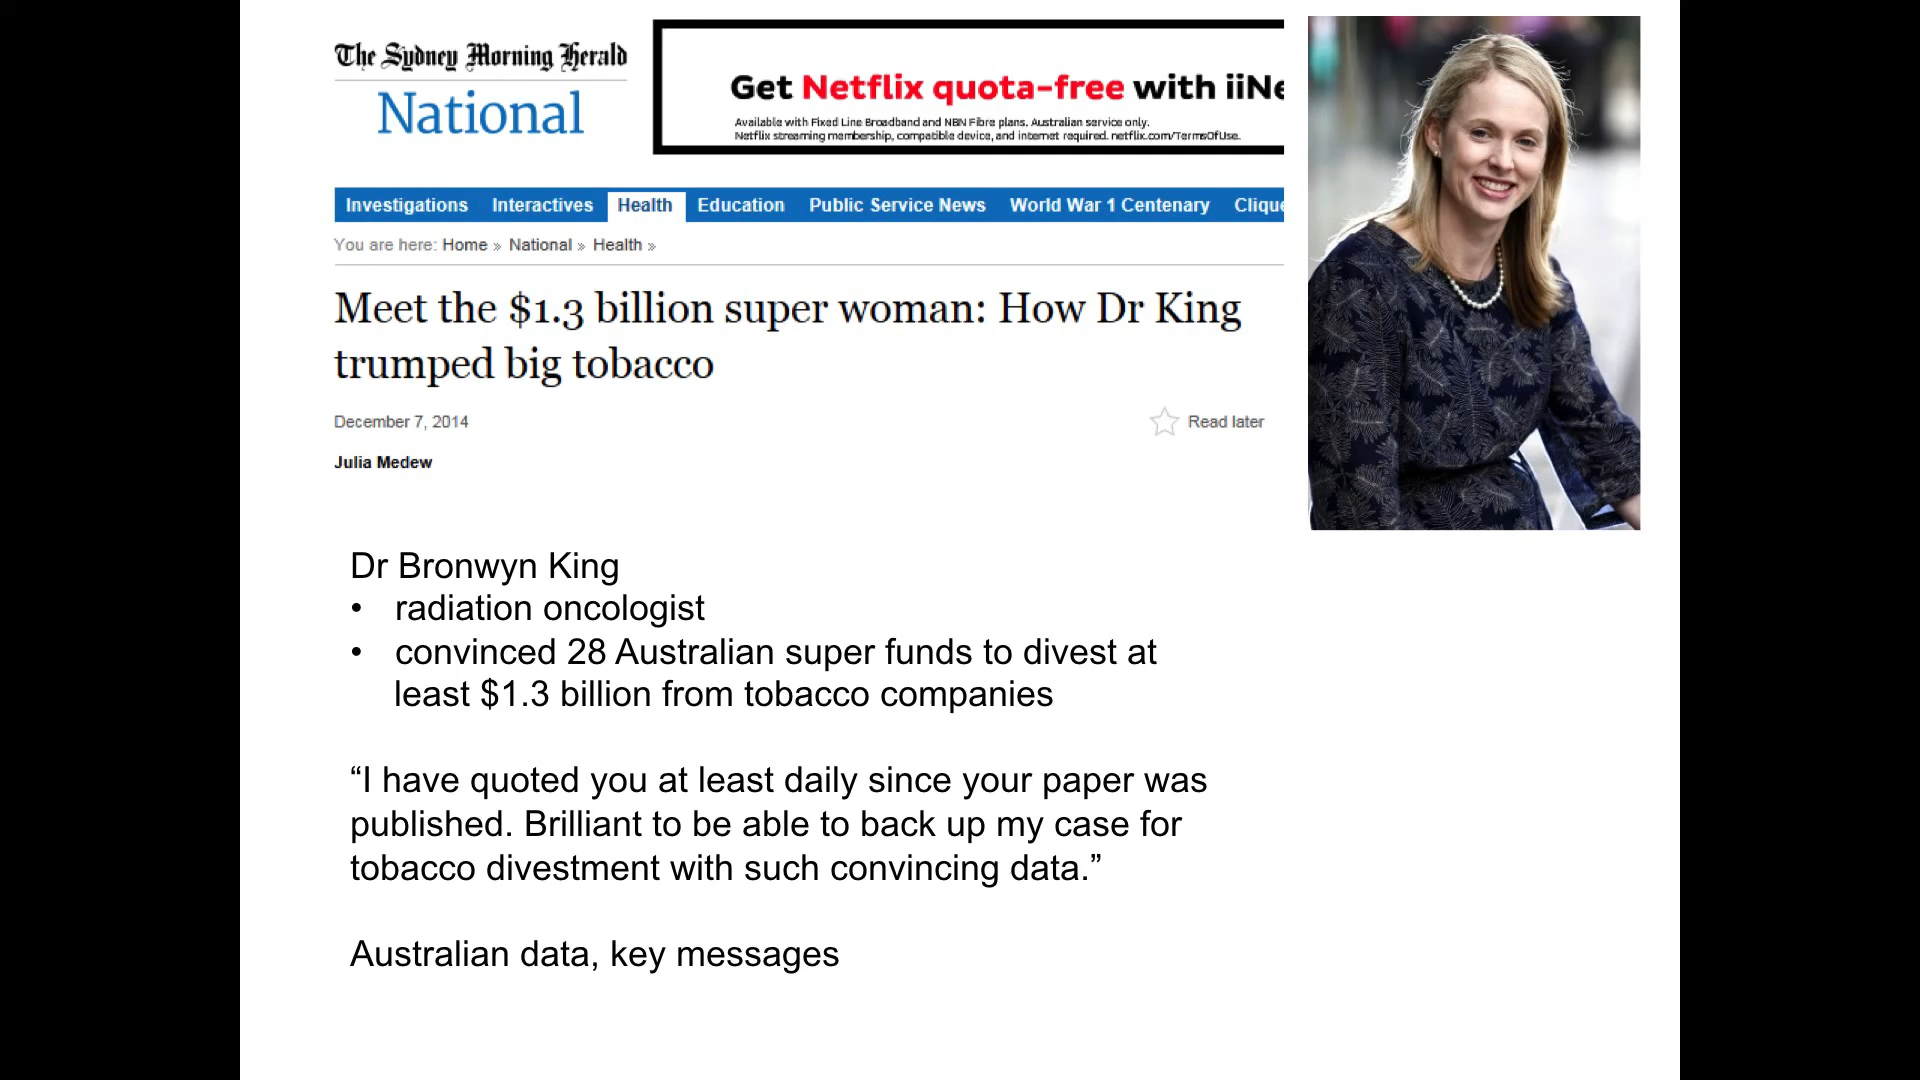 The Sydney Morning Herald
National
Get Netflix quota-free with iiNe
Available with Fixed Line Broadband and NBN Fibre plans. Australian service only.
Netflix streaming membership, compatible device, and internet required. netflix.com/TermsOfUse.
Investigations Interactives Health Education Public Service News World War 1 Centenary Clique
You are here: Home » National » Health »
Meet the $1.3 billion super woman: How Dr King
trumped big tobacco
December 7, 2014
Read later
Julia Medew
Dr Bronwyn King
• radiation oncologist
• convinced 28 Australian super funds to divest at
least $1.3 billion from tobacco companies
“I have quoted you at least daily since your paper was
published. Brilliant to be able to back up my case for
tobacco divestment with such convincing data.”
Australian data, key messages